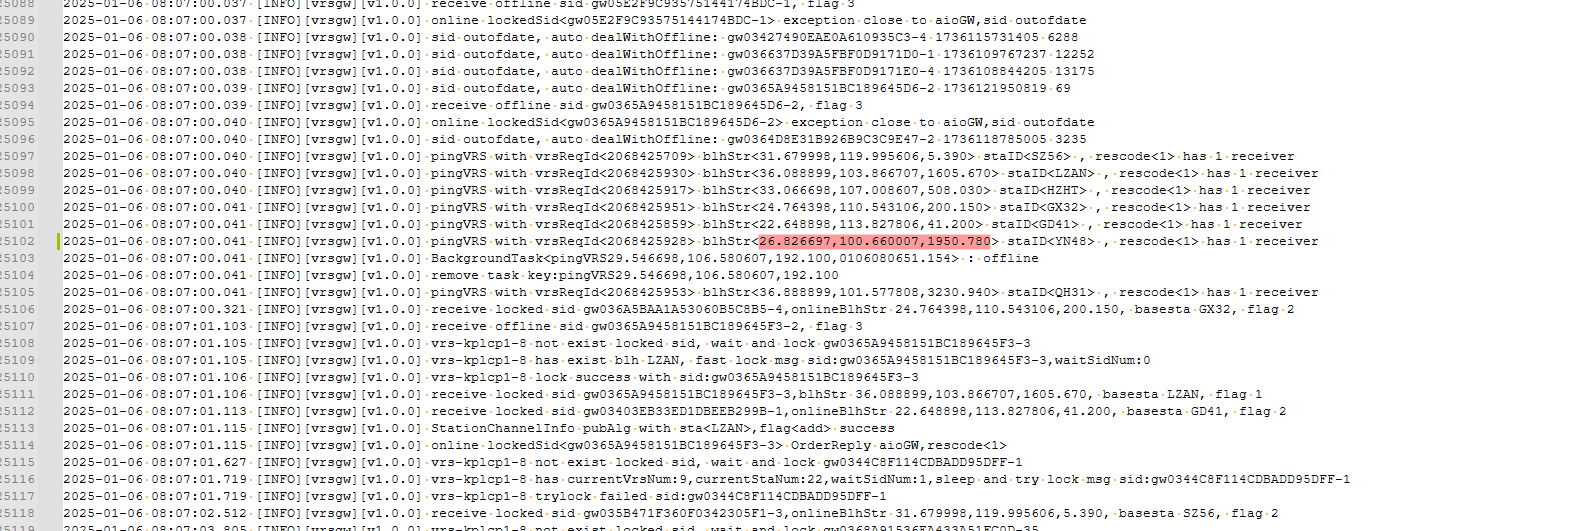 25088 2025-01-06 08:07:00.037 [INFO][vrsgw][v1.0.0] receive offline sid gw05E2F9C93575144174BDC-1, flag 3
25089 2025-01-06 08:07:00.037 [INFO][vrsgw][v1.0.0] online lockedSid<gw05E2F9C93575144174BDC-1> exception close to aioGW,sid outofdate
25090 2025-01-06 08:07:00.038 [INFO][vrsgw][v1.0.0] sid outofdate, auto dealWithOffline: gw03427490EAE0A610935C3-4 1736115731405 6288
25091 2025-01-06 08:07:00.038 [INFO][vrsgw][v1.0.0] sid outofdate, auto dealWithOffline: gw036637D39A5FBF0D9171D0-1 1736109767237 12252
25092 2025-01-06 08:07:00.038 [INFO][vrsgw][v1.0.0] sid outofdate, auto dealWithOffline: gw036637D39A5FBF0D9171E0-4 1736108844205 13175
25093 2025-01-06 08:07:00.039 [INFO][vrsgw][v1.0.0] sid outofdate, auto dealWithOffline: gw0365A9458151BC189645D6-2 1736121950819 69
25094 2025-01-06 08:07:00.039 [INFO][vrsgw][v1.0.0] receive offline sid gw0365A9458151BC189645D6-2, flag 3
25095 2025-01-06 08:07:00.040 [INFO][vrsgw][v1.0.0] online lockedSid<gw0365A9458151BC189645D6-2> exception close to aioGW,sid outofdate
25096 2025-01-06 08:07:00.040 [INFO][vrsgw][v1.0.0] sid outofdate, auto dealWithOffline: gw0364D8E31B926B9C3C9E47-2 1736118785005 3235
25097 2025-01-06 08:07:00.040 [INFO][vrsgw][v1.0.0] pingVRS with vrsReqId<2068425709> blhStr<31.679998,119.995606,5.390> staID<SZ56> , rescode<1> has 1 receiver
25098 2025-01-06 08:07:00.040 [INFO][vrsgw][v1.0.0] pingVRS with vrsReqId<2068425930> blhStr<36.088899,103.866707,1605.670> staID<LZAN> , rescode<1> has 1 receiver
25099 2025-01-06 08:07:00.040 [INFO][vrsgw][v1.0.0] pingVRS with vrsReqId<2068425917> blhStr<33.066698,107.008607,508.030> staID<HZHT> , rescode<1> has 1 receiver
25100 2025-01-06 08:07:00.041 [INFO][vrsgw][v1.0.0] pingVRS with vrsReqId<2068425951> blhStr<24.764398,110.543106,200.150> staID<GX32> , rescode<1> has 1 receiver
25101 2025-01-06 08:07:00.041 [INFO][vrsgw][v1.0.0] pingVRS with vrsReqId<2068425859> blhStr<22.648898,113.827806,41.200> staID<GD41> , rescode<1> has 1 receiver
25102 2025-01-06 08:07:00.041 [INFO][vrsgw][v1.0.0] pingVRS with vrsReqId<2068425928> blhStr<26.826697,100.660007,1950.780> staID<YN48> , rescode<1> has 1 receiver
25103 2025-01-06 08:07:00.041 [INFO][vrsgw][v1.0.0] BackgroundTask<pingVRS29.546698,106.580607,192.100,0106080651.154> : offline
25104 2025-01-06 08:07:00.041 [INFO][vrsgw][v1.0.0] remove task key:pingVRS29.546698,106.580607,192.100
25105 2025-01-06 08:07:00.041 [INFO][vrsgw][v1.0.0] pingVRS with vrsReqId<2068425953> blhStr<36.888899,101.577808,3230.940> staID<QH31> , rescode<1> has 1 receiver
25106 2025-01-06 08:07:00.321 [INFO][vrsgw][v1.0.0] receive locked sid gw036A5BAA1A53060B5C8B5-4,onlineBlhStr 24.764398,110.543106,200.150, basesta GX32, flag 2
25107 2025-01-06 08:07:01.103 [INFO][vrsgw][v1.0.0] receive offline sid gw0365A9458151BC189645F3-2, flag 3
25108 2025-01-06 08:07:01.105 [INFO][vrsgw][v1.0.0] vrs-kplcp1-8 not exist locked sid, wait and lock gw0365A9458151BC189645F3-3
25109 2025-01-06 08:07:01.105 [INFO][vrsgw][v1.0.0] vrs-kplcp1-8 has exist blh LZAN, fast lock msg sid:gw0365A9458151BC189645F3-3,waitSidNum:0
25110 2025-01-06 08:07:01.106 [INFO][vrsgw][v1.0.0] vrs-kplcp1-8 lock success with sid:gw0365A9458151BC189645F3-3
25111 2025-01-06 08:07:01.106 [INFO][vrsgw][v1.0.0] receive locked sid gw0365A9458151BC189645F3-3,blhStr 36.088899,103.866707,1605.670, basesta LZAN, flag 1
25112 2025-01-06 08:07:01.113 [INFO][vrsgw][v1.0.0] receive locked sid gw03403EB33ED1DBEEB299B-1,onlineBlhStr 22.648898,113.827806,41.200, basesta GD41, flag 2
25113 2025-01-06 08:07:01.115 [INFO][vrsgw][v1.0.0] StationChannelInfo pubAlg with sta<LZAN>,flag<add> success
25114 2025-01-06 08:07:01.115 [INFO][vrsgw][v1.0.0] online lockedSid<gw0365A9458151BC189645F3-3> OrderReply aioGW,rescode<1>
25115 2025-01-06 08:07:01.627 [INFO][vrsgw][v1.0.0] vrs-kplcp1-8 not exist locked sid, wait and lock gw0344C8F114CDBADD95DFF-1
25116 2025-01-06 08:07:01.719 [INFO][vrsgw][v1.0.0] vrs-kplcp1-8 has currentVrsNum:9,currentStaNum:22,waitSidNum:1,sleep and try lock msg sid:gw0344C8F114CDBADD95DFF-1
25117 2025-01-06 08:07:01.719 [INFO][vrsgw][v1.0.0] vrs-kplcp1-8 trylock failed sid:gw0344C8F114CDBADD95DFF-1
25118 2025-01-06 08:07:02.512 [INFO][vrsgw][v1.0.0] receive locked sid gw035B471F360F0342305F1-3,onlineBlhStr 31.679998,119.995606,5.390, basesta SZ56, flag 2
25119 2025-01-06 08:07:03.805 [INFO][vrsgw][v1.0.0] vrs-kplcp1-8 not exist locked sid, wait and lock